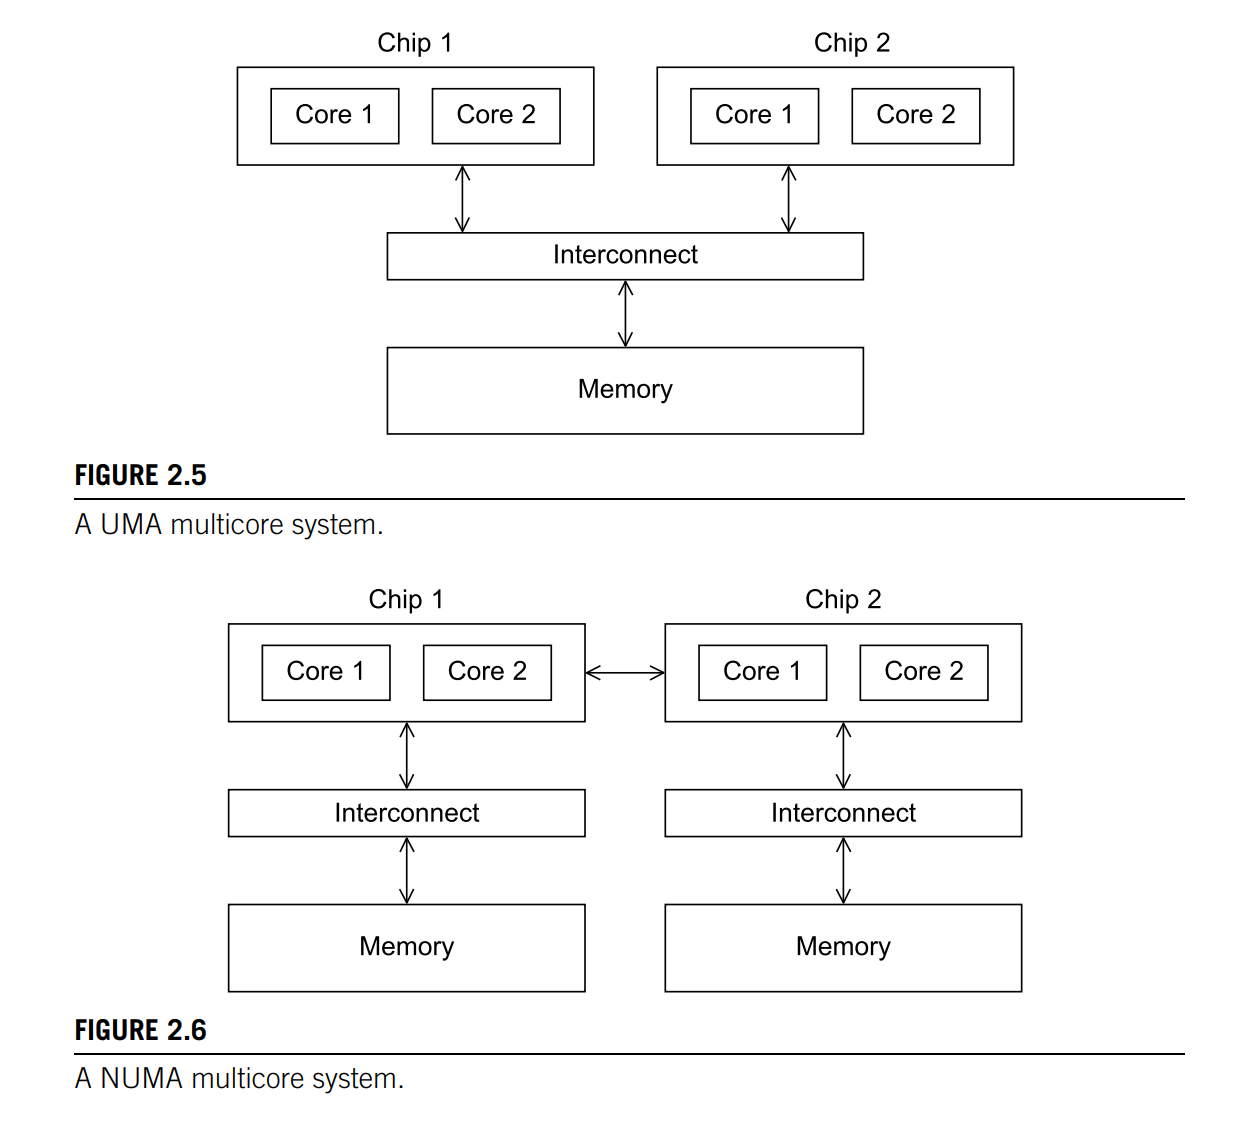 Chip 1 Chip 2
Core 1 Core 2 Core 1 Core 2
Interconnect
Memory
FIGURE 2.5
A UMA multicore system.
Chip 1 Chip 2
Core 1 Core 2 Core 1 Core 2
Interconnect Interconnect
Memory Memory
FIGURE 2.6
A NUMA multicore system.